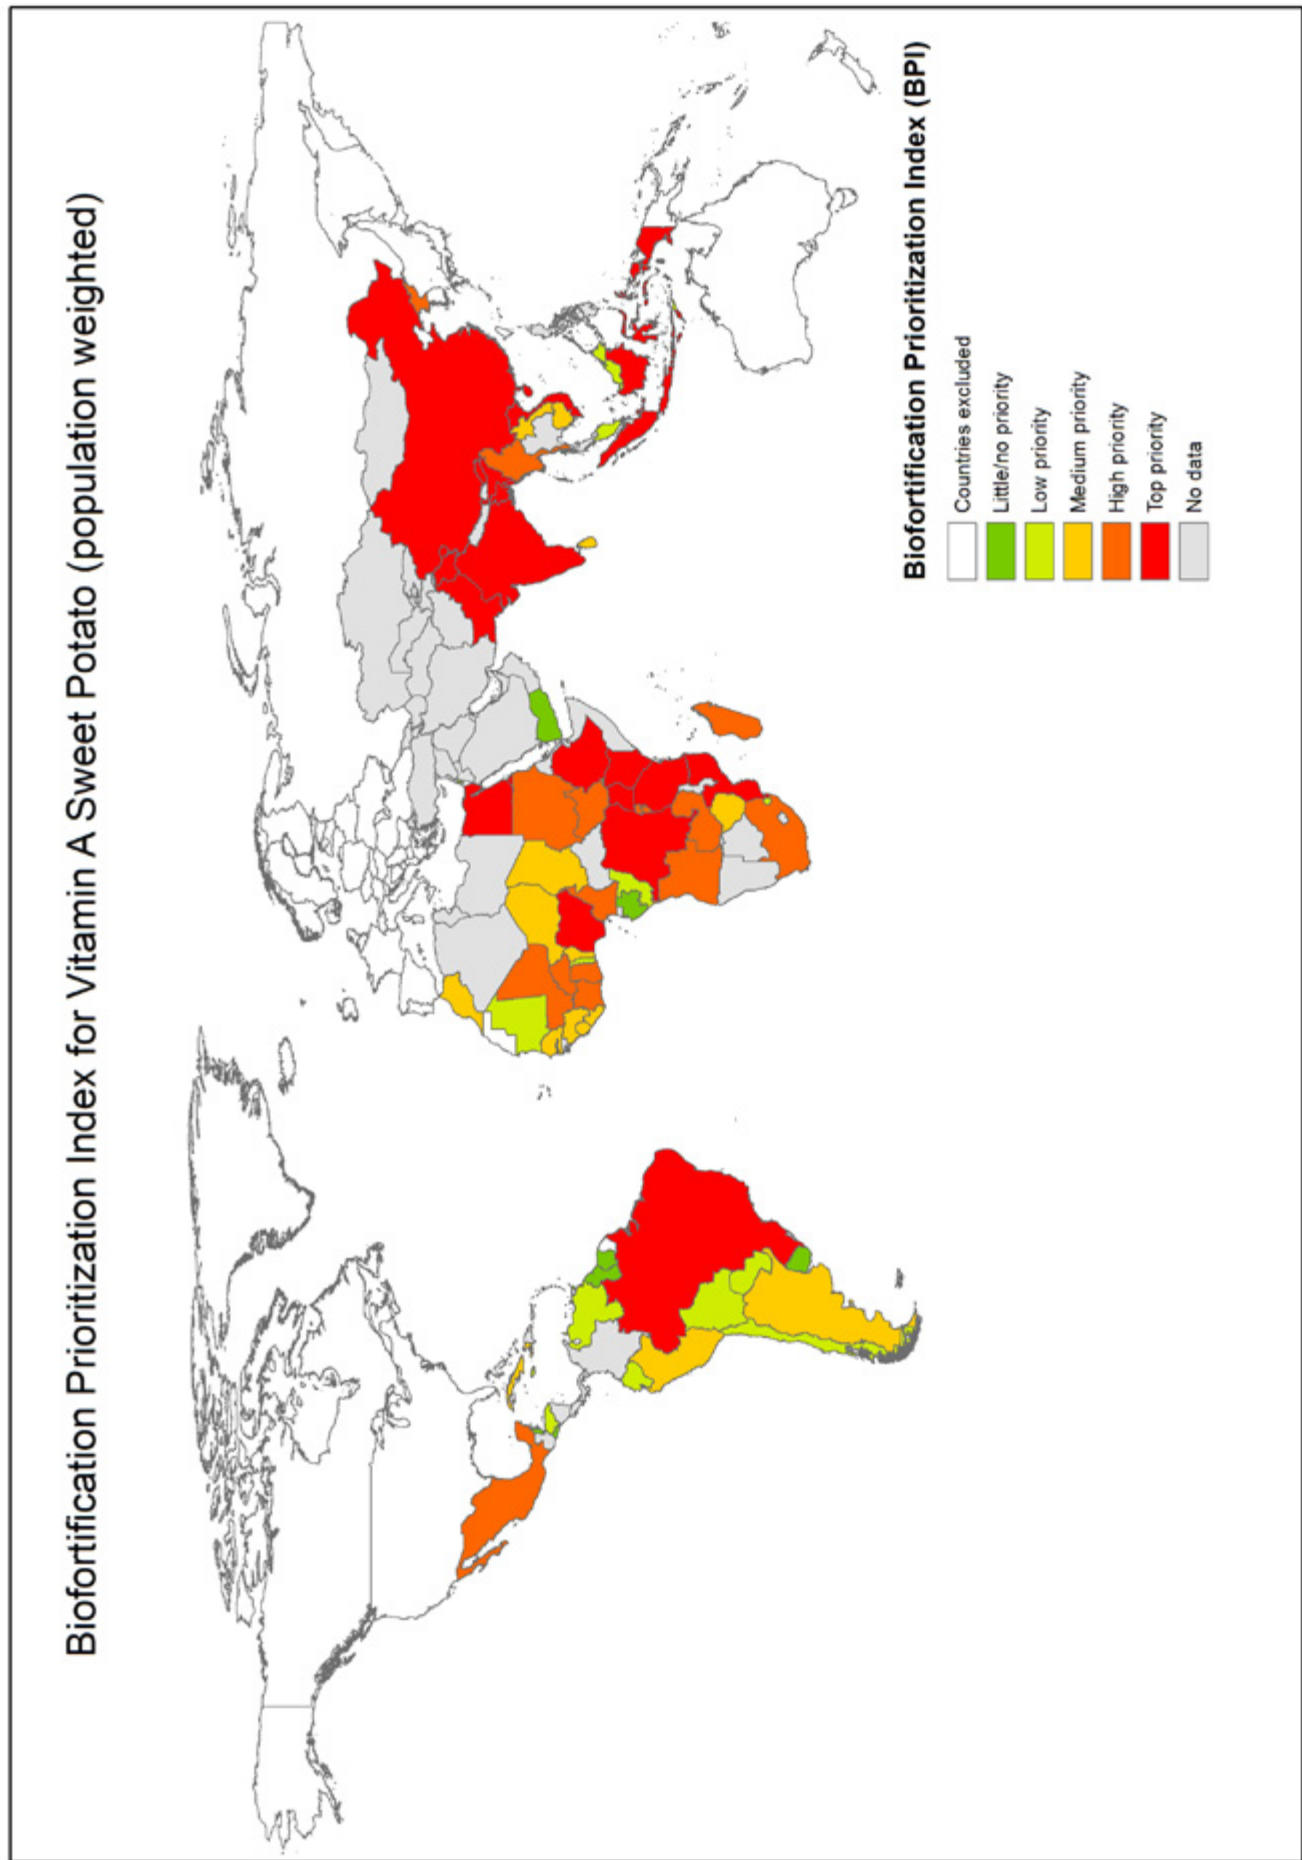 Biofortification Prioritization Index for Vitamin A Sweet Potato (population weighted)
Biofortification Prioritization Index (BPI)
Countries excluded
Little/no priority
Low priority
Medium priority
High priority
Top priority
No data